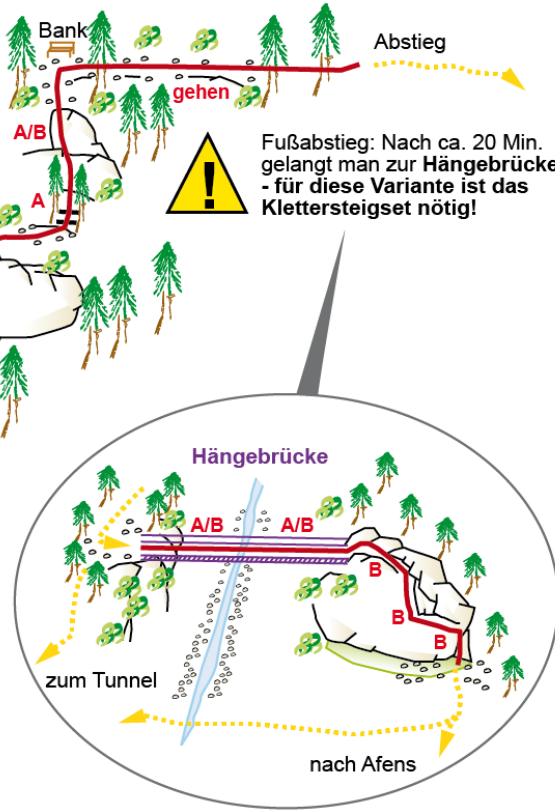 Bank
Abstieg
gehen
A/B
Fußabstieg: Nach ca. 20 Min.
gelangt man zur Hängebrücke
- für diese Variante ist das
Klettersteigset nötig!
!
A
Hängebrücke
A/B A/B
B
B
B
zum Tunnel
nach Afens